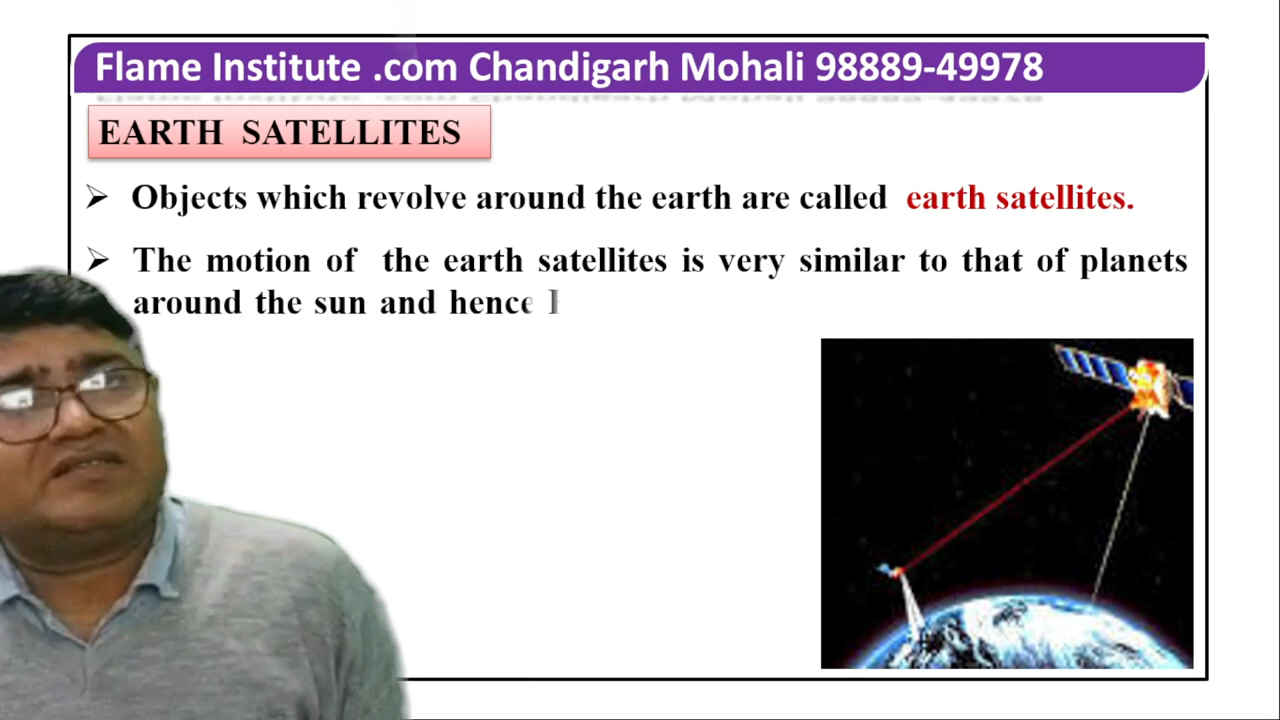 Flame Institute .com Chandigarh Mohali 98889-49978
EARTH SATELLITES
➢ Objects which revolve around the earth are called earth satellites.
➢ The motion of the earth satellites is very similar to that of planets
around the sun and hence